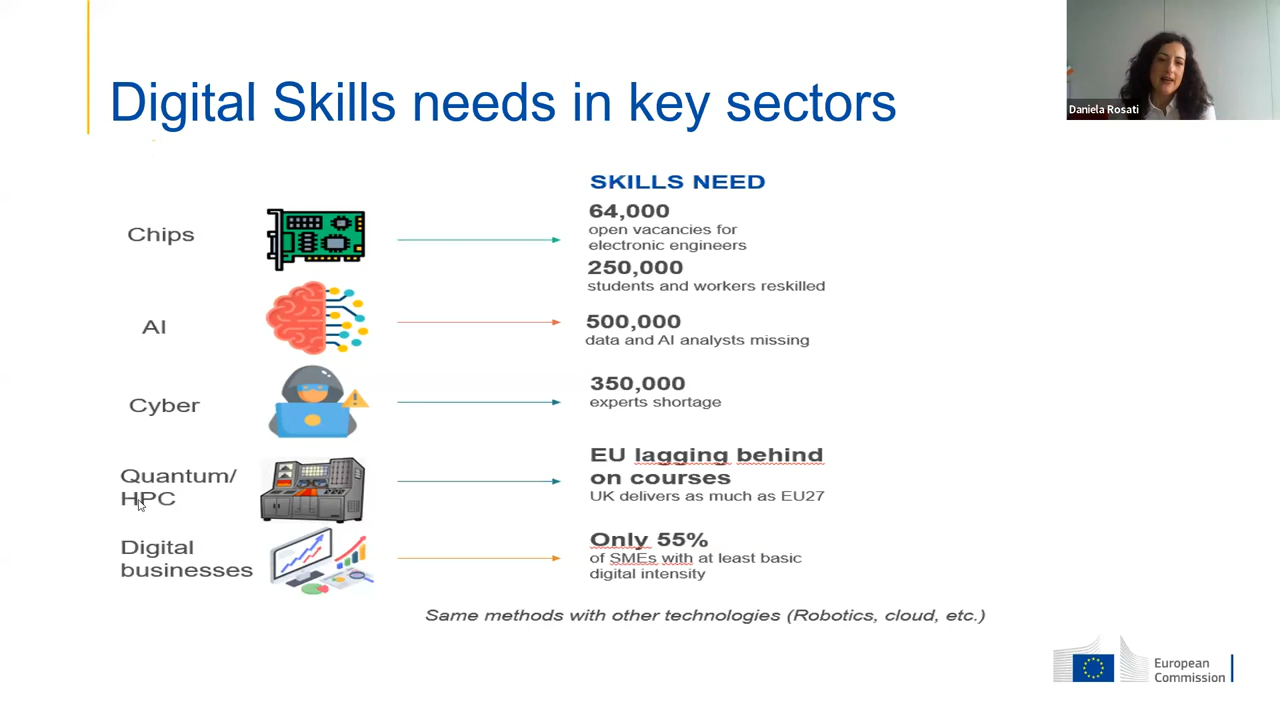 Digital Skills needs in key sectors
Daniela Rosati
SKILLS NEED
Chips
64,000
open vacancies for
electronic engineers
250,000
students and workers reskilled
AI
500,000
data and AI analysts missing
Cyber
350,000
experts shortage
Quantum/
HPC
EU lagging behind
on courses
UK delivers as much as EU27
Digital
businesses
Only 55%
of SMEs with at least basic
digital intensity
Same methods with other technologies (Robotics, cloud, etc.)
European
Commission